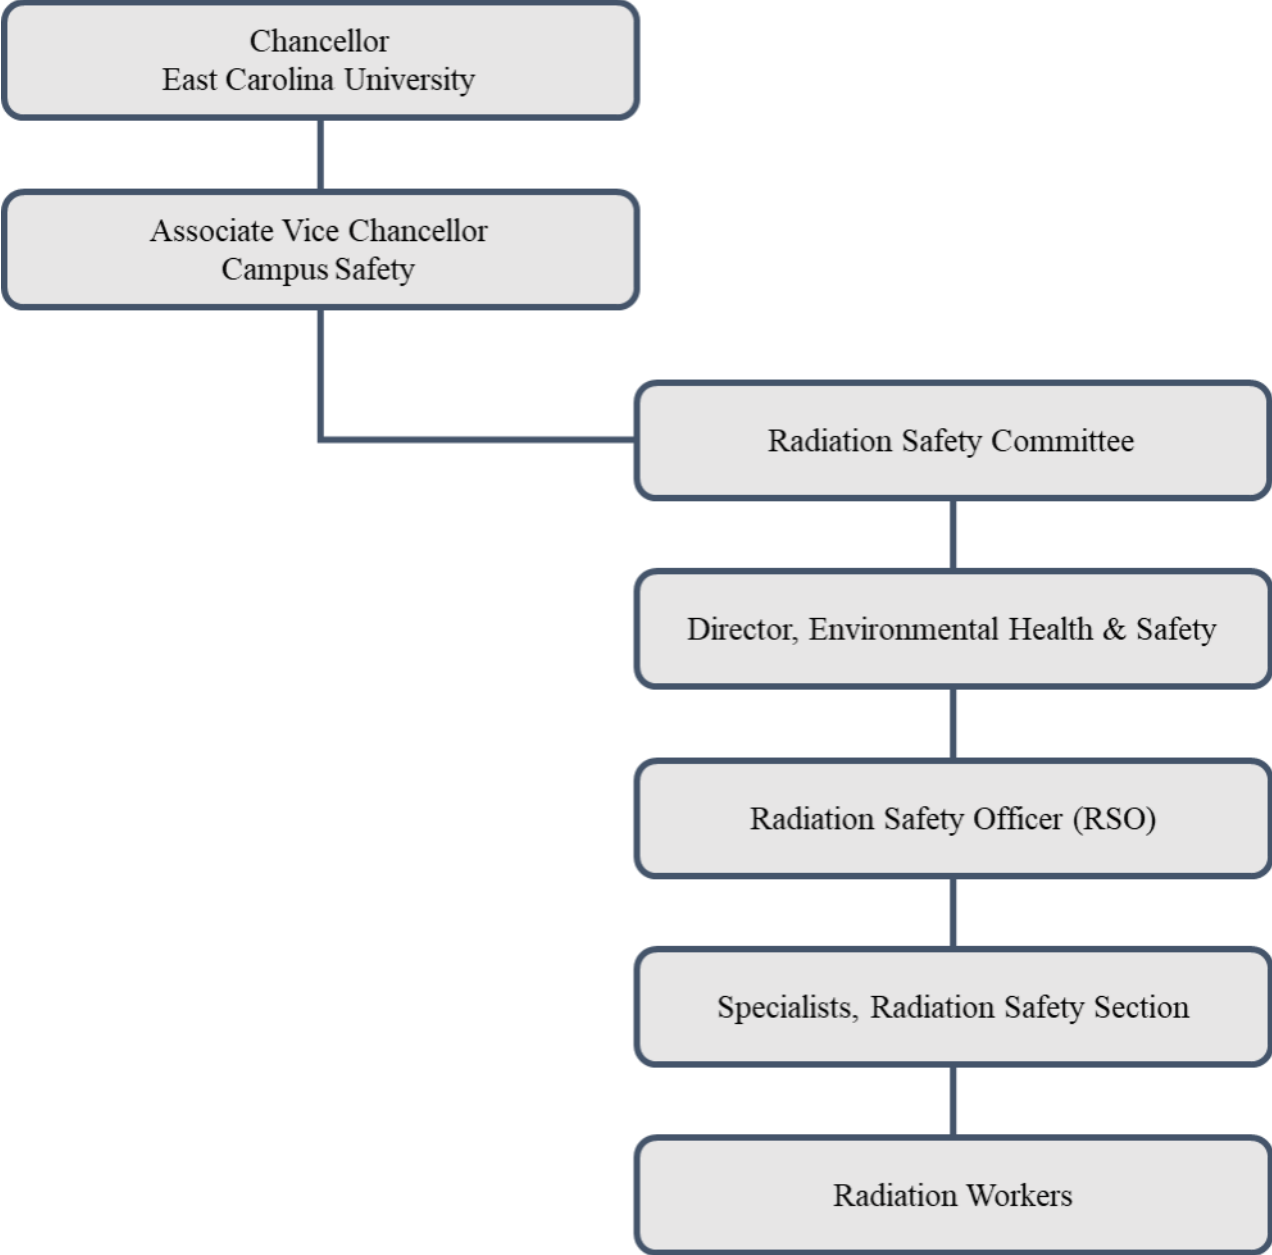 Chancellor
East Carolina University
Associate Vice Chancellor
Campus Safety
Radiation Safety Committee
Director, Environmental Health & Safety
Radiation Safety Officer (RSO)
Specialists, Radiation Safety Section
Radiation Workers